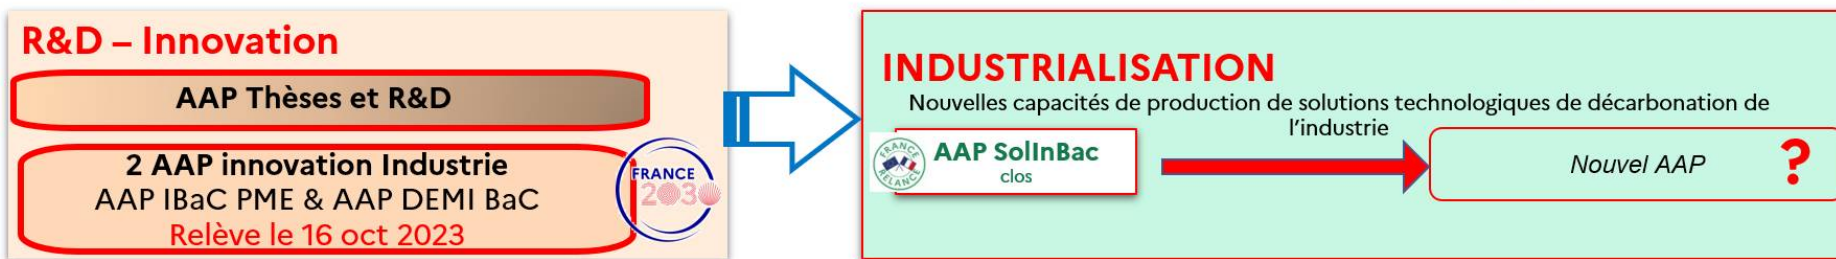 R&D – Innovation
AAP Thèses et R&D
2 AAP innovation Industrie
AAP IBaC PME & AAP DEMI BaC
Relève le 16 oct 2023
FRANCE
2030
INDUSTRIALISATION
Nouvelles capacités de production de solutions technologiques de décarbonation de
l'industrie
FRANCE
RELANCE
AAP SolInBac
clos
Nouvel AAP
?